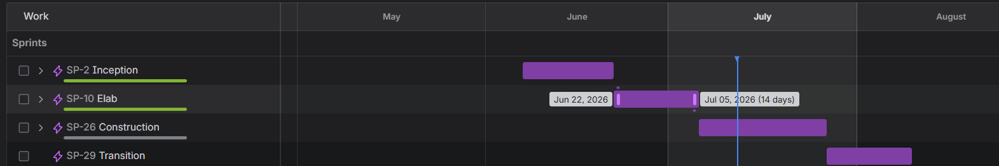 Work May June July August
Sprints
SP-2 Inception
SP-10 Elab Jun 22, 2026 Jul 05, 2026 (14 days)
SP-26 Construction
SP-29 Transition